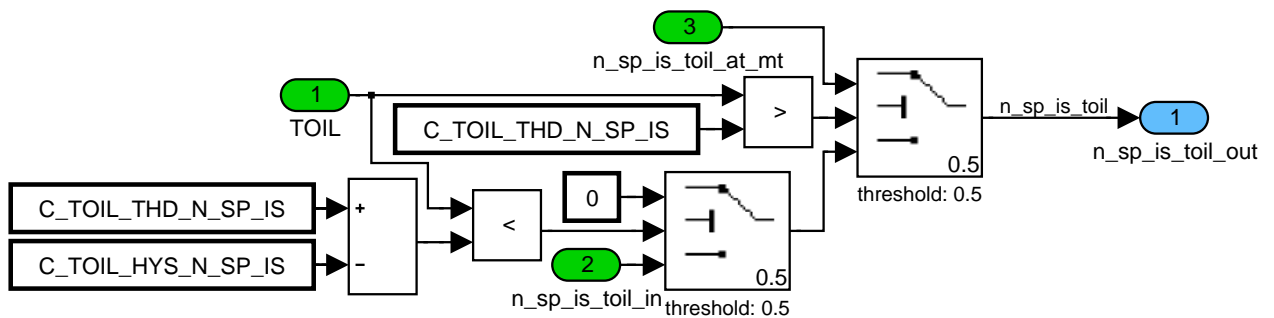 3
n_sp_is_toil_at_mt
1
TOIL
C_TOIL_THD_N_SP_IS
>
0.5
threshold: 0.5
n_sp_is_toil
1
n_sp_is_toil_out
C_TOIL_THD_N_SP_IS
C_TOIL_HYS_N_SP_IS
+
−
<
0
2
n_sp_is_toil_in
0.5
threshold: 0.5